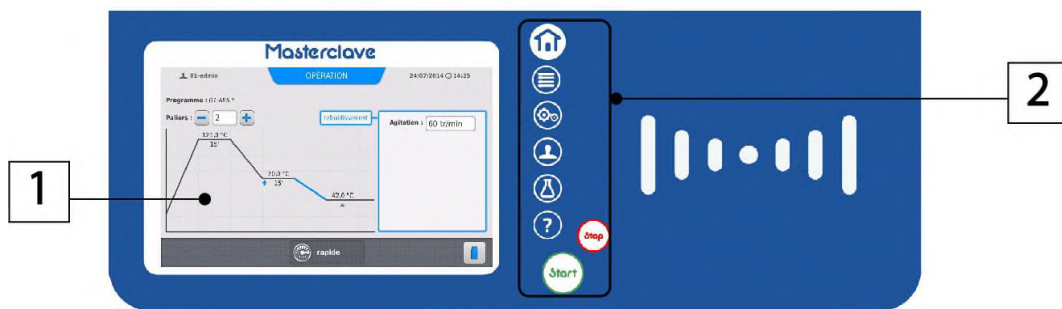 Masterclave
01-admin OPÉRATION 24/07/2014 14:25
Programme : 01-AES *
Paliers : − 2 + refroidissement Agitation : 60 tr/min
121,0 °C
15'
70,0 °C
+ 15'
42,0 °C
∞
rapide
?
Stop
Start
1
2